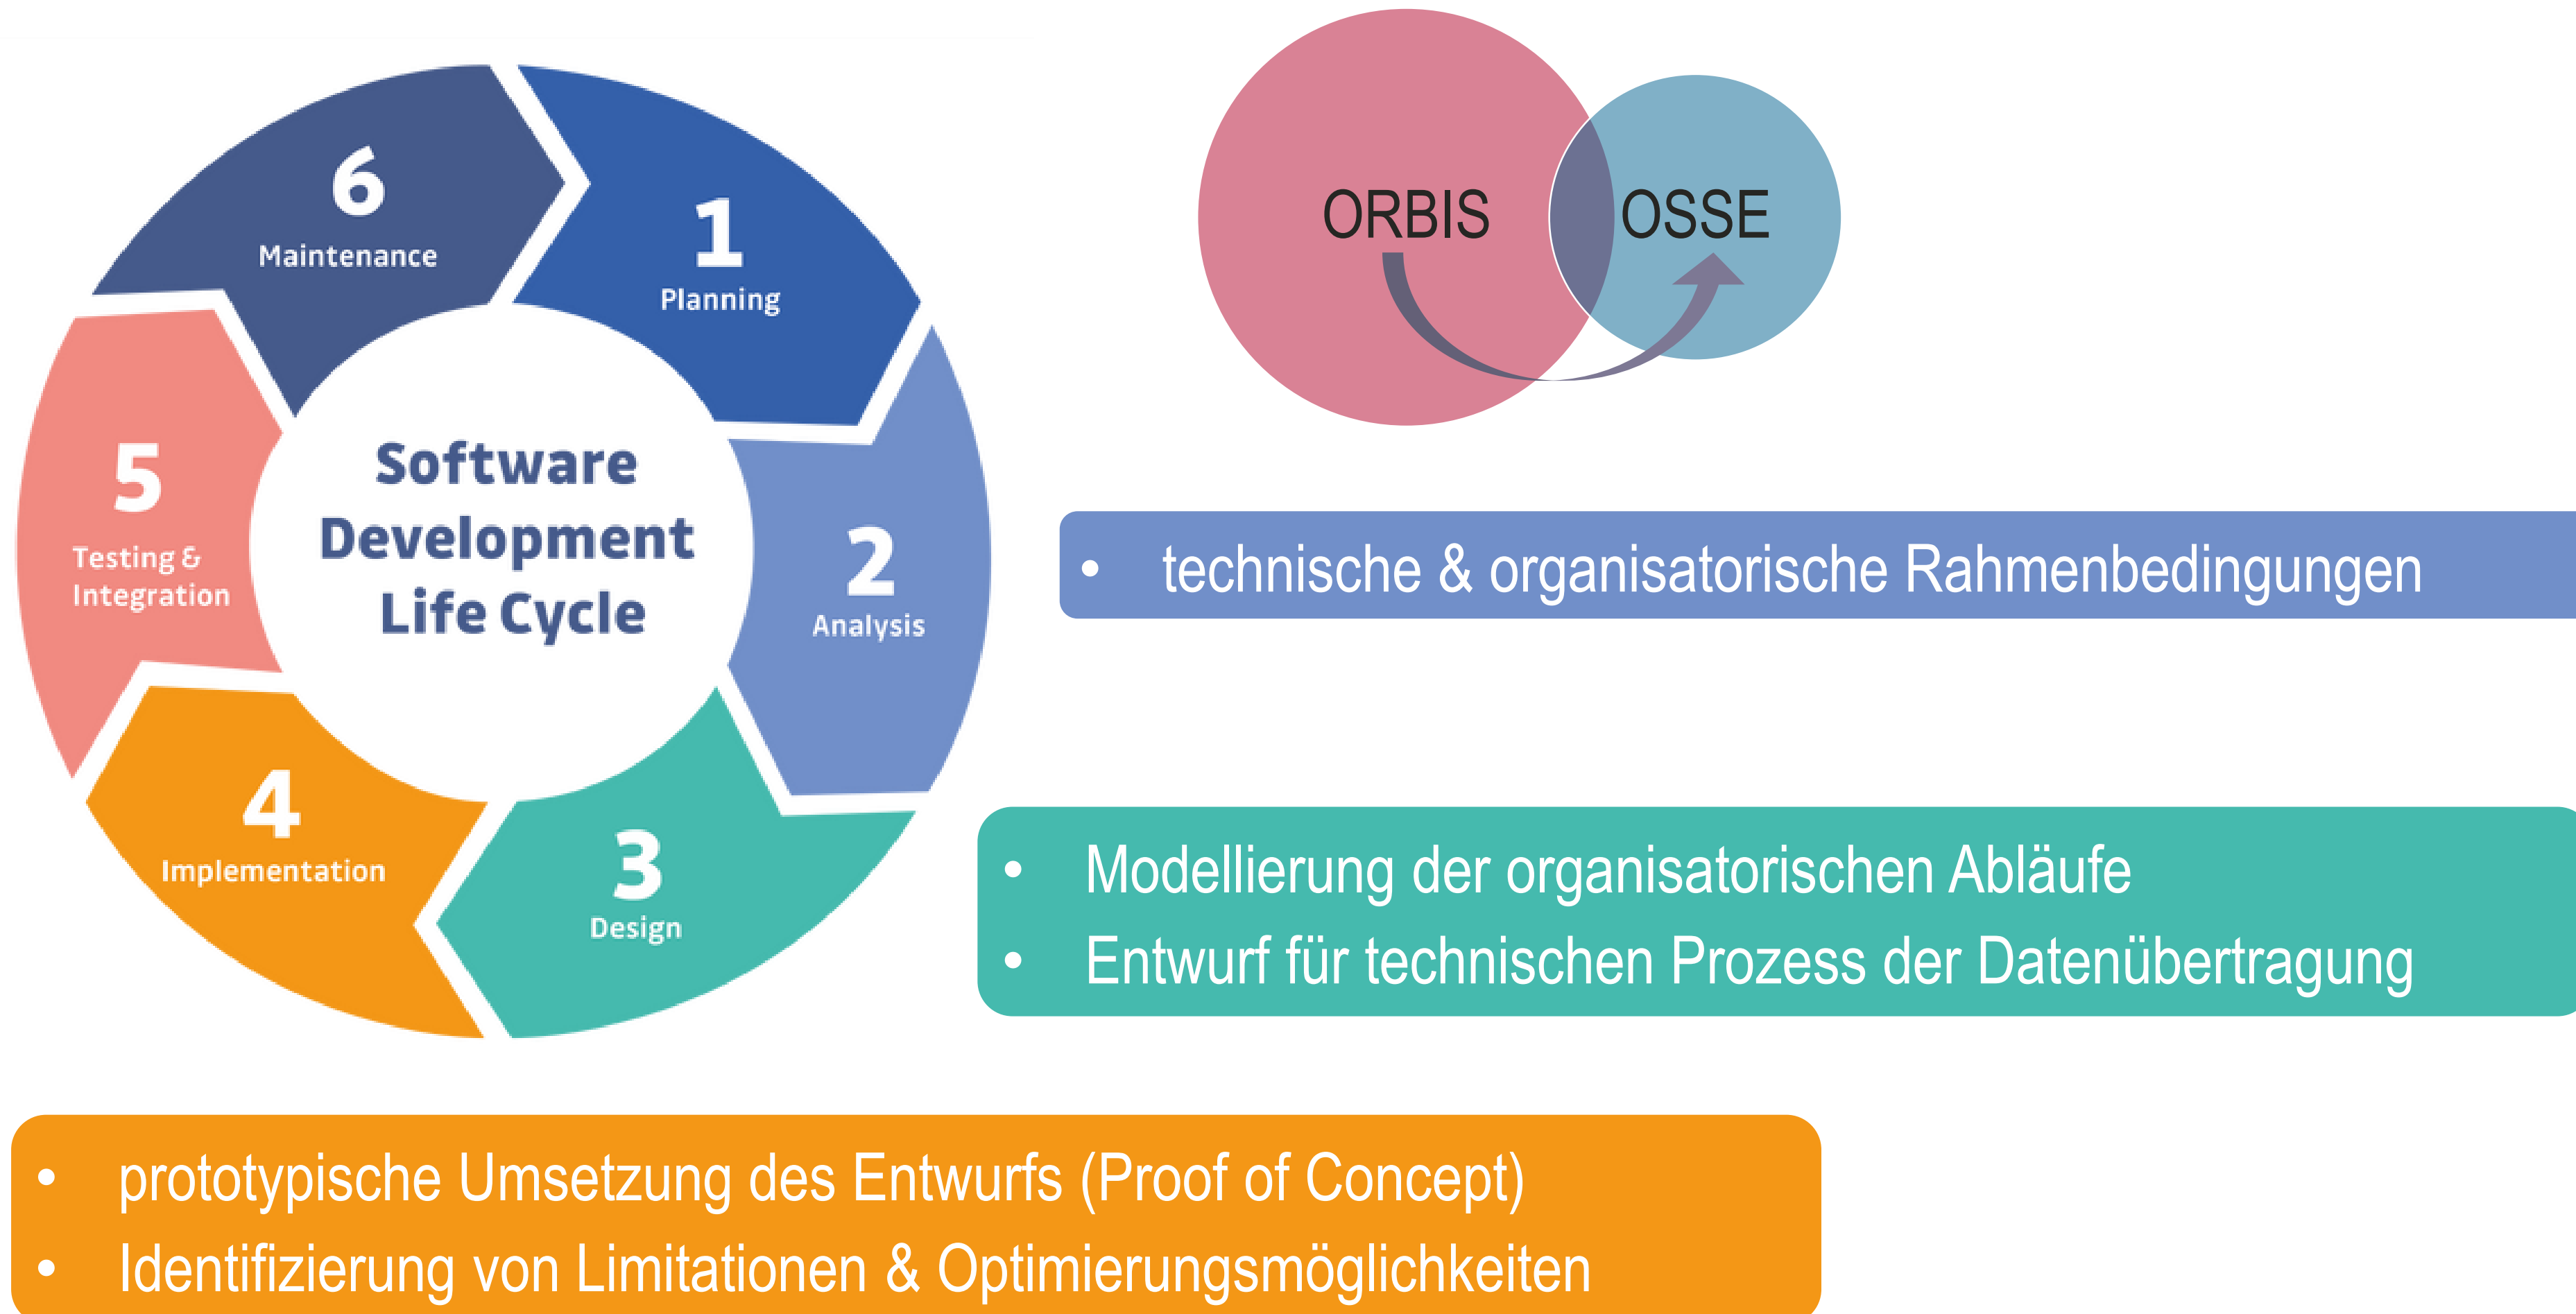 6
Maintenance
1
Planning
5
Testing &
Integration
Software
Development
Life Cycle
2
Analysis
4
Implementation
3
Design
ORBIS
OSSE
• technische & organisatorische Rahmenbedingungen
• Modellierung der organisatorischen Abläufe
• Entwurf für technischen Prozess der Datenübertragung
• prototypische Umsetzung des Entwurfs (Proof of Concept)
• Identifizierung von Limitationen & Optimierungsmöglichkeiten